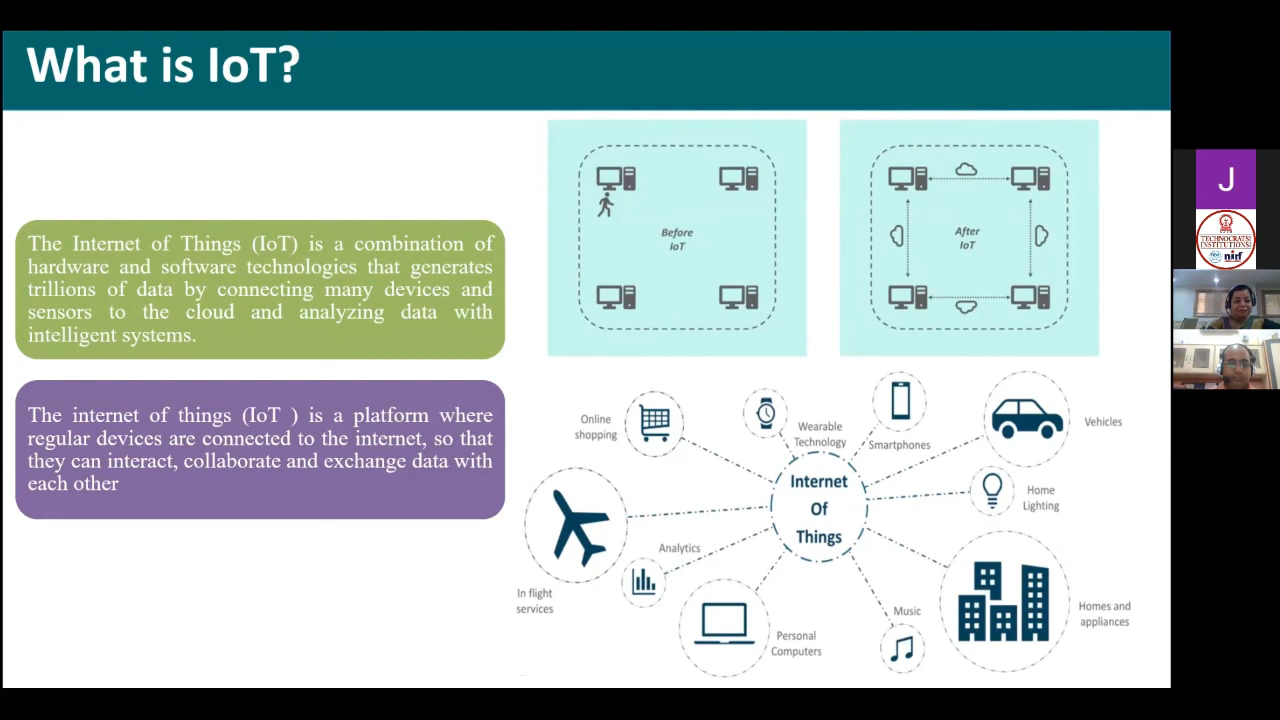 What is IoT?
The Internet of Things (IoT) is a combination of
hardware and software technologies that generates
trillions of data by connecting many devices and
sensors to the cloud and analyzing data with
intelligent systems.
The internet of things (IoT ) is a platform where
regular devices are connected to the internet, so that
they can interact, collaborate and exchange data with
each other
Before
IoT
After
IoT
Online
shopping
Wearable
Technology
Smartphones
Vehicles
Internet
Of
Things
Home
Lighting
Analytics
In flight
services
Personal
Computers
Music
Homes and
appliances
J
TECHNOCRATS
INSTITUTIONS
nirf